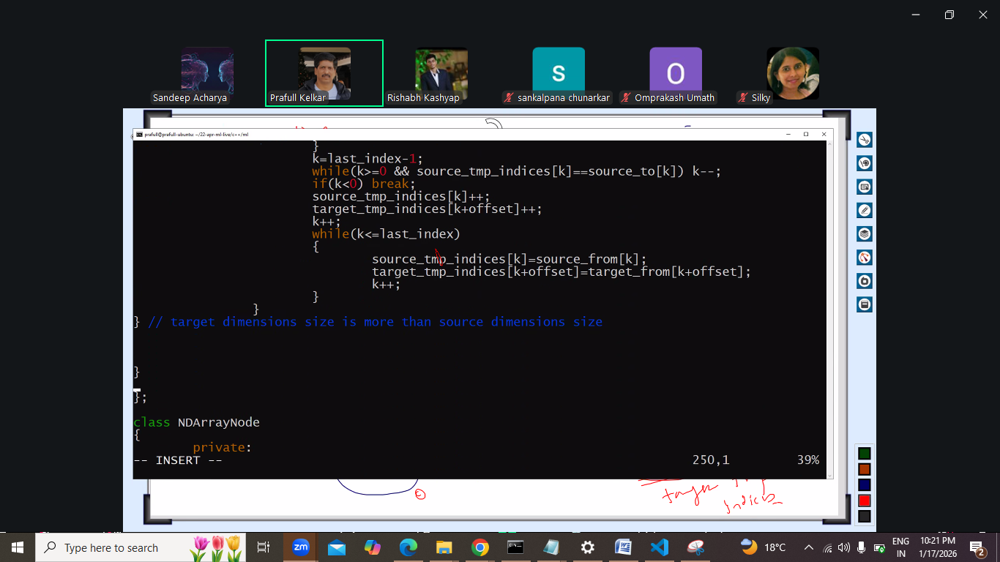 Sandeep Acharya
Prafull Kelkar
Rishabh Kashyap
S
sankalpana chunarkar
O
Omprakash Umath
Silky
prafull@prafull-ubuntu: ~/22-apr-ml-live/c++/ml
}
k=last_index-1;
while(k>=0 && source_tmp_indices[k]==source_to[k]) k--;
if(k<0) break;
source_tmp_indices[k]++;
target_tmp_indices[k+offset]++;
k++;
while(k<=last_index)
{
source_tmp_indices[k]=source_from[k];
target_tmp_indices[k+offset]=target_from[k+offset];
k++;
}
}
} // target dimensions size is more than source dimensions size
}
};
class NDArrayNode
{
private:
-- INSERT --
250,1
39%
target
indices
zm
Type here to search
18°C
ENG
IN
10:21 PM
1/17/2026
2